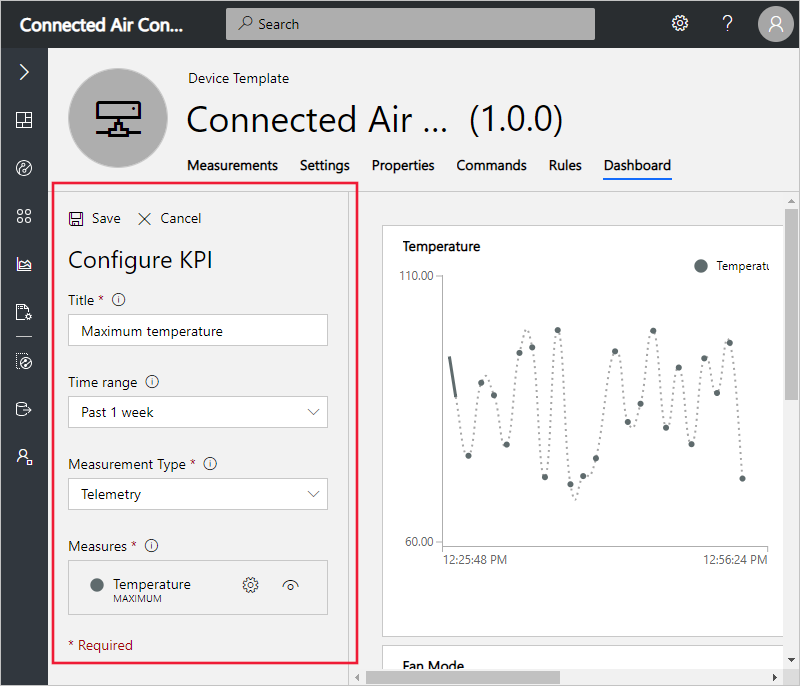 Connected Air Con...
Search
?
Device Template
Connected Air ... (1.0.0)
Measurements Settings Properties Commands Rules Dashboard
Save Cancel
Configure KPI
Title *
Maximum temperature
Time range
Past 1 week
Measurement Type *
Telemetry
Measures *
Temperature
MAXIMUM
* Required
Temperature
Temperatu
110.00
60.00
12:25:48 PM 12:56:24 PM
Fan Mode